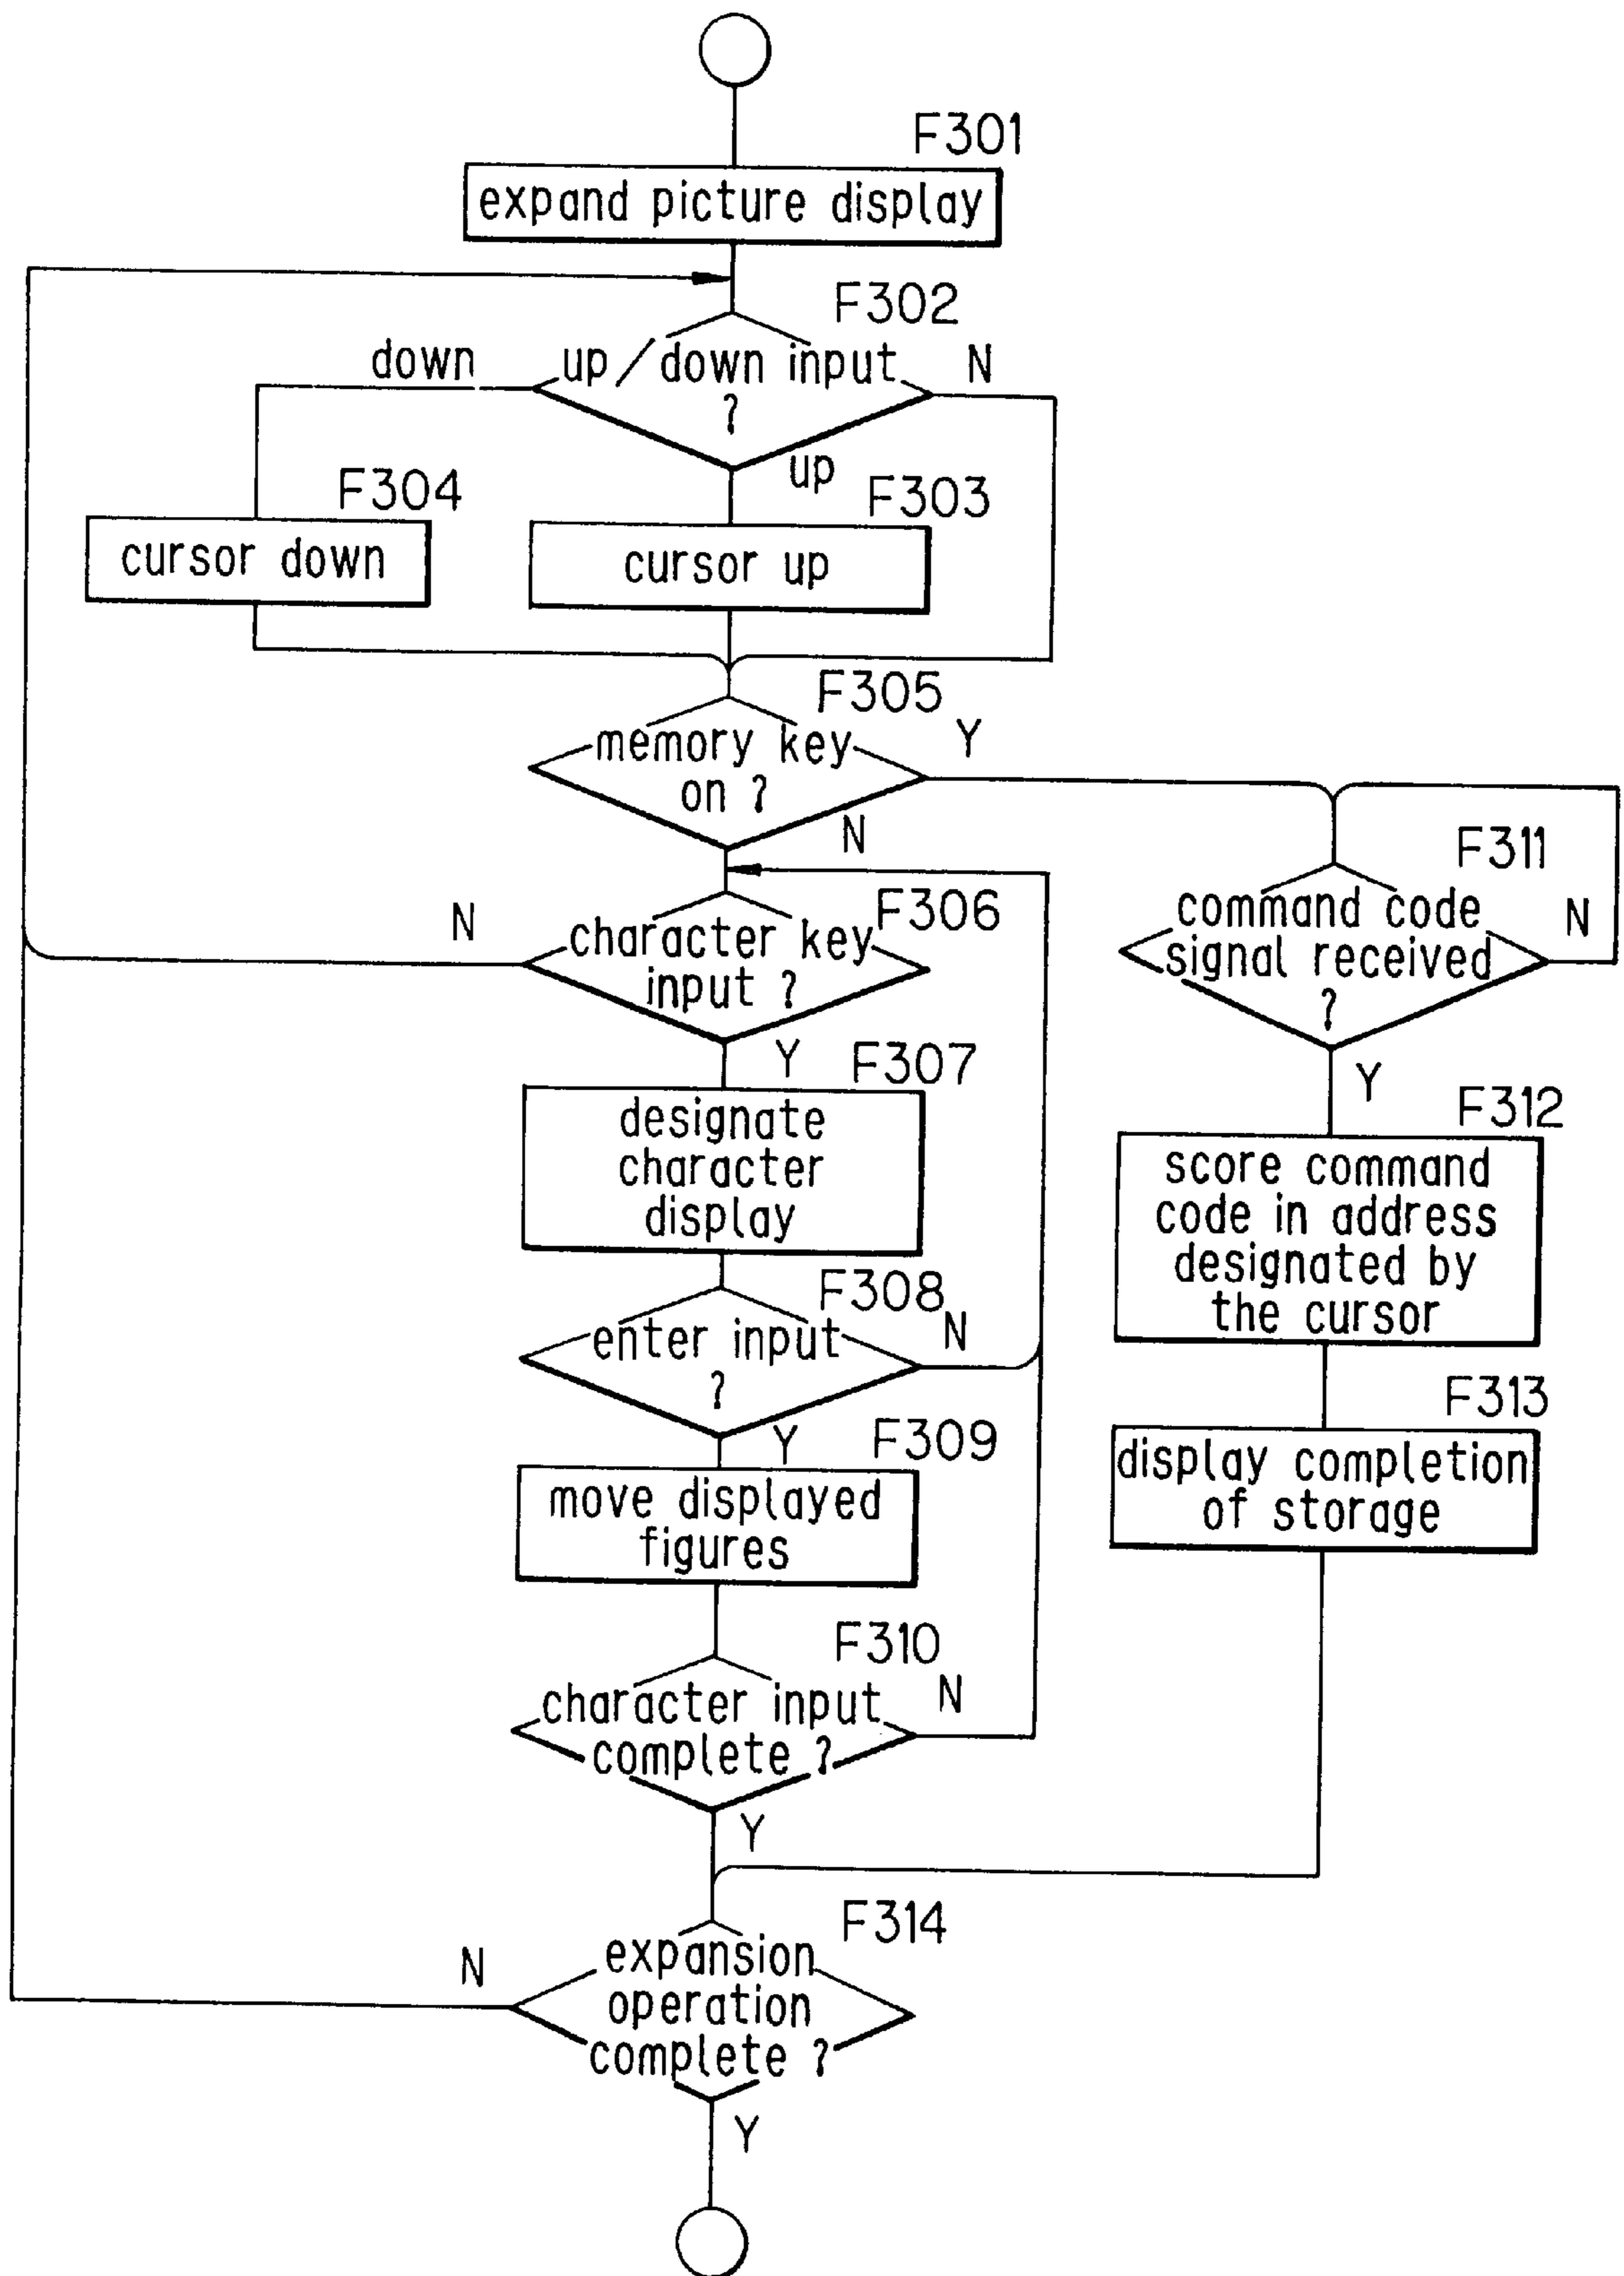 F301
expand picture display
F302
down
up/down input
?
N
up
F304
cursor down
F303
cursor up
F305
memory key
on ?
Y
N
F306
character key
input ?
N
Y
F311
command code
signal received
?
N
Y
F307
designate
character
display
F312
score command
code in address
designated by
the cursor
F308
enter input
?
N
Y
F313
display completion
of storage
F309
move displayed
figures
F310
character input
complete ?
N
Y
F314
expansion
operation
complete ?
N
Y